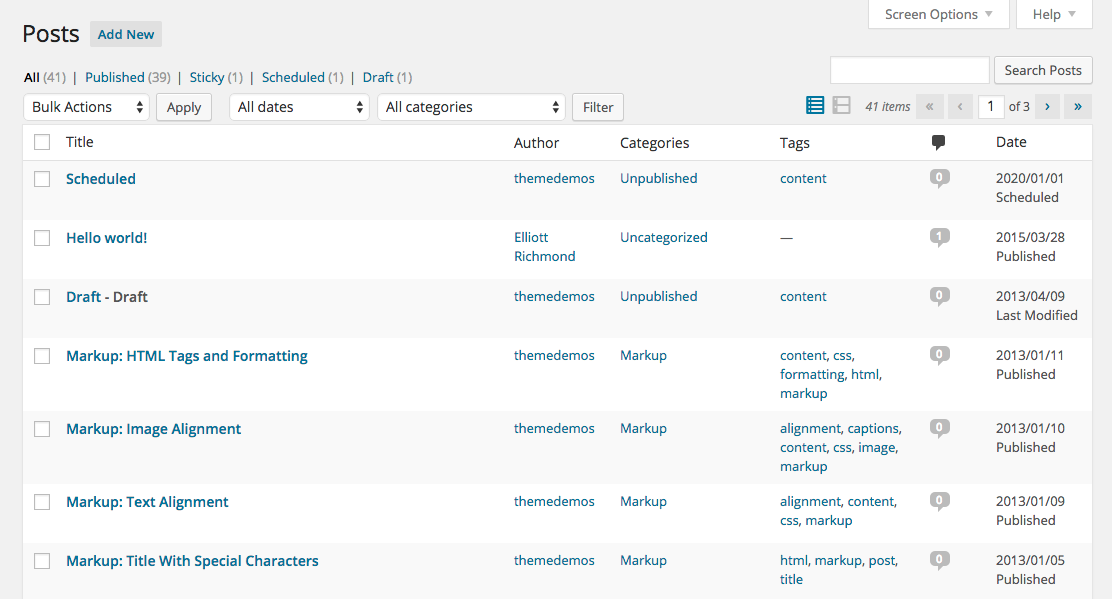 Screen Options Help
Posts Add New
All (41) | Published (39) | Sticky (1) | Scheduled (1) | Draft (1)
Search Posts
Bulk Actions Apply All dates All categories Filter 41 items « ‹ 1 of 3 › »
Title Author Categories Tags Date
Scheduled themedemos Unpublished content 0 2020/01/01
Scheduled
Hello world! Elliott Uncategorized — 1 2015/03/28
Richmond Published
Draft - Draft themedemos Unpublished content 0 2013/04/09
Last Modified
Markup: HTML Tags and Formatting themedemos Markup content, css, 0 2013/01/11
formatting, html, Published
markup
Markup: Image Alignment themedemos Markup alignment, captions, 0 2013/01/10
content, css, image, Published
markup
Markup: Text Alignment themedemos Markup alignment, content, 0 2013/01/09
css, markup Published
Markup: Title With Special Characters themedemos Markup html, markup, post, 0 2013/01/05
title Published